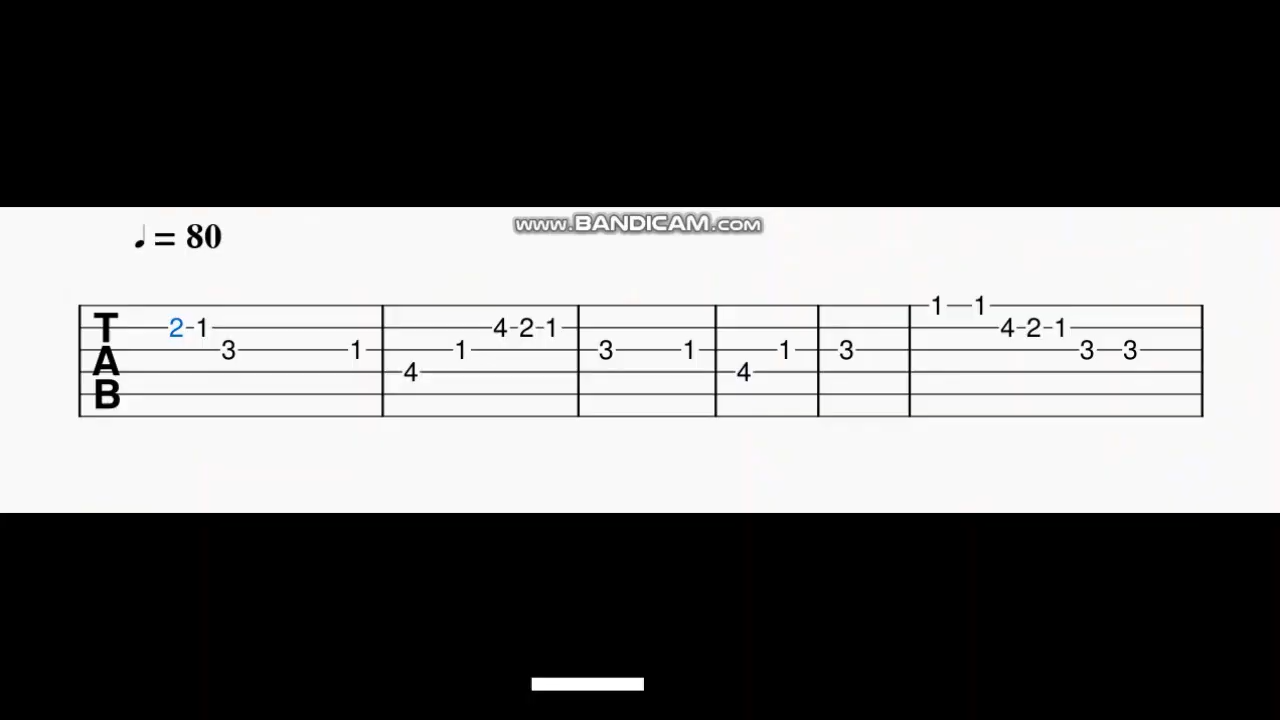 www.BANDICAM.com
♩ = 80
1 1
2 1 4 2 1 4 2 1
3 1 1 3 1 1 3 3 3
4 4
TAB